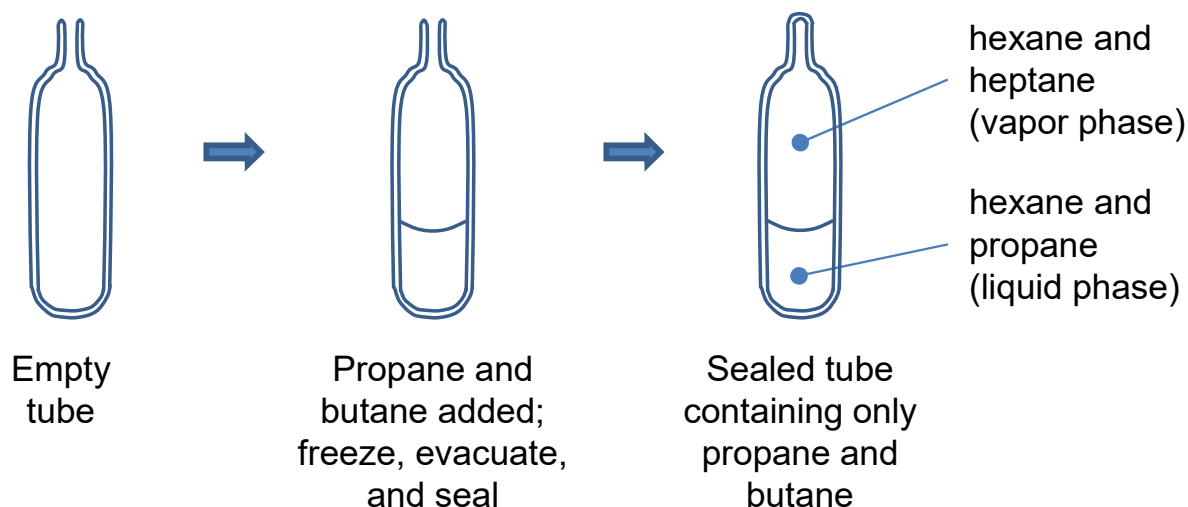 hexane and
heptane
(vapor phase)
hexane and
propane
(liquid phase)
Empty
tube
Propane and
butane added;
freeze, evacuate,
and seal
Sealed tube
containing only
propane and
butane